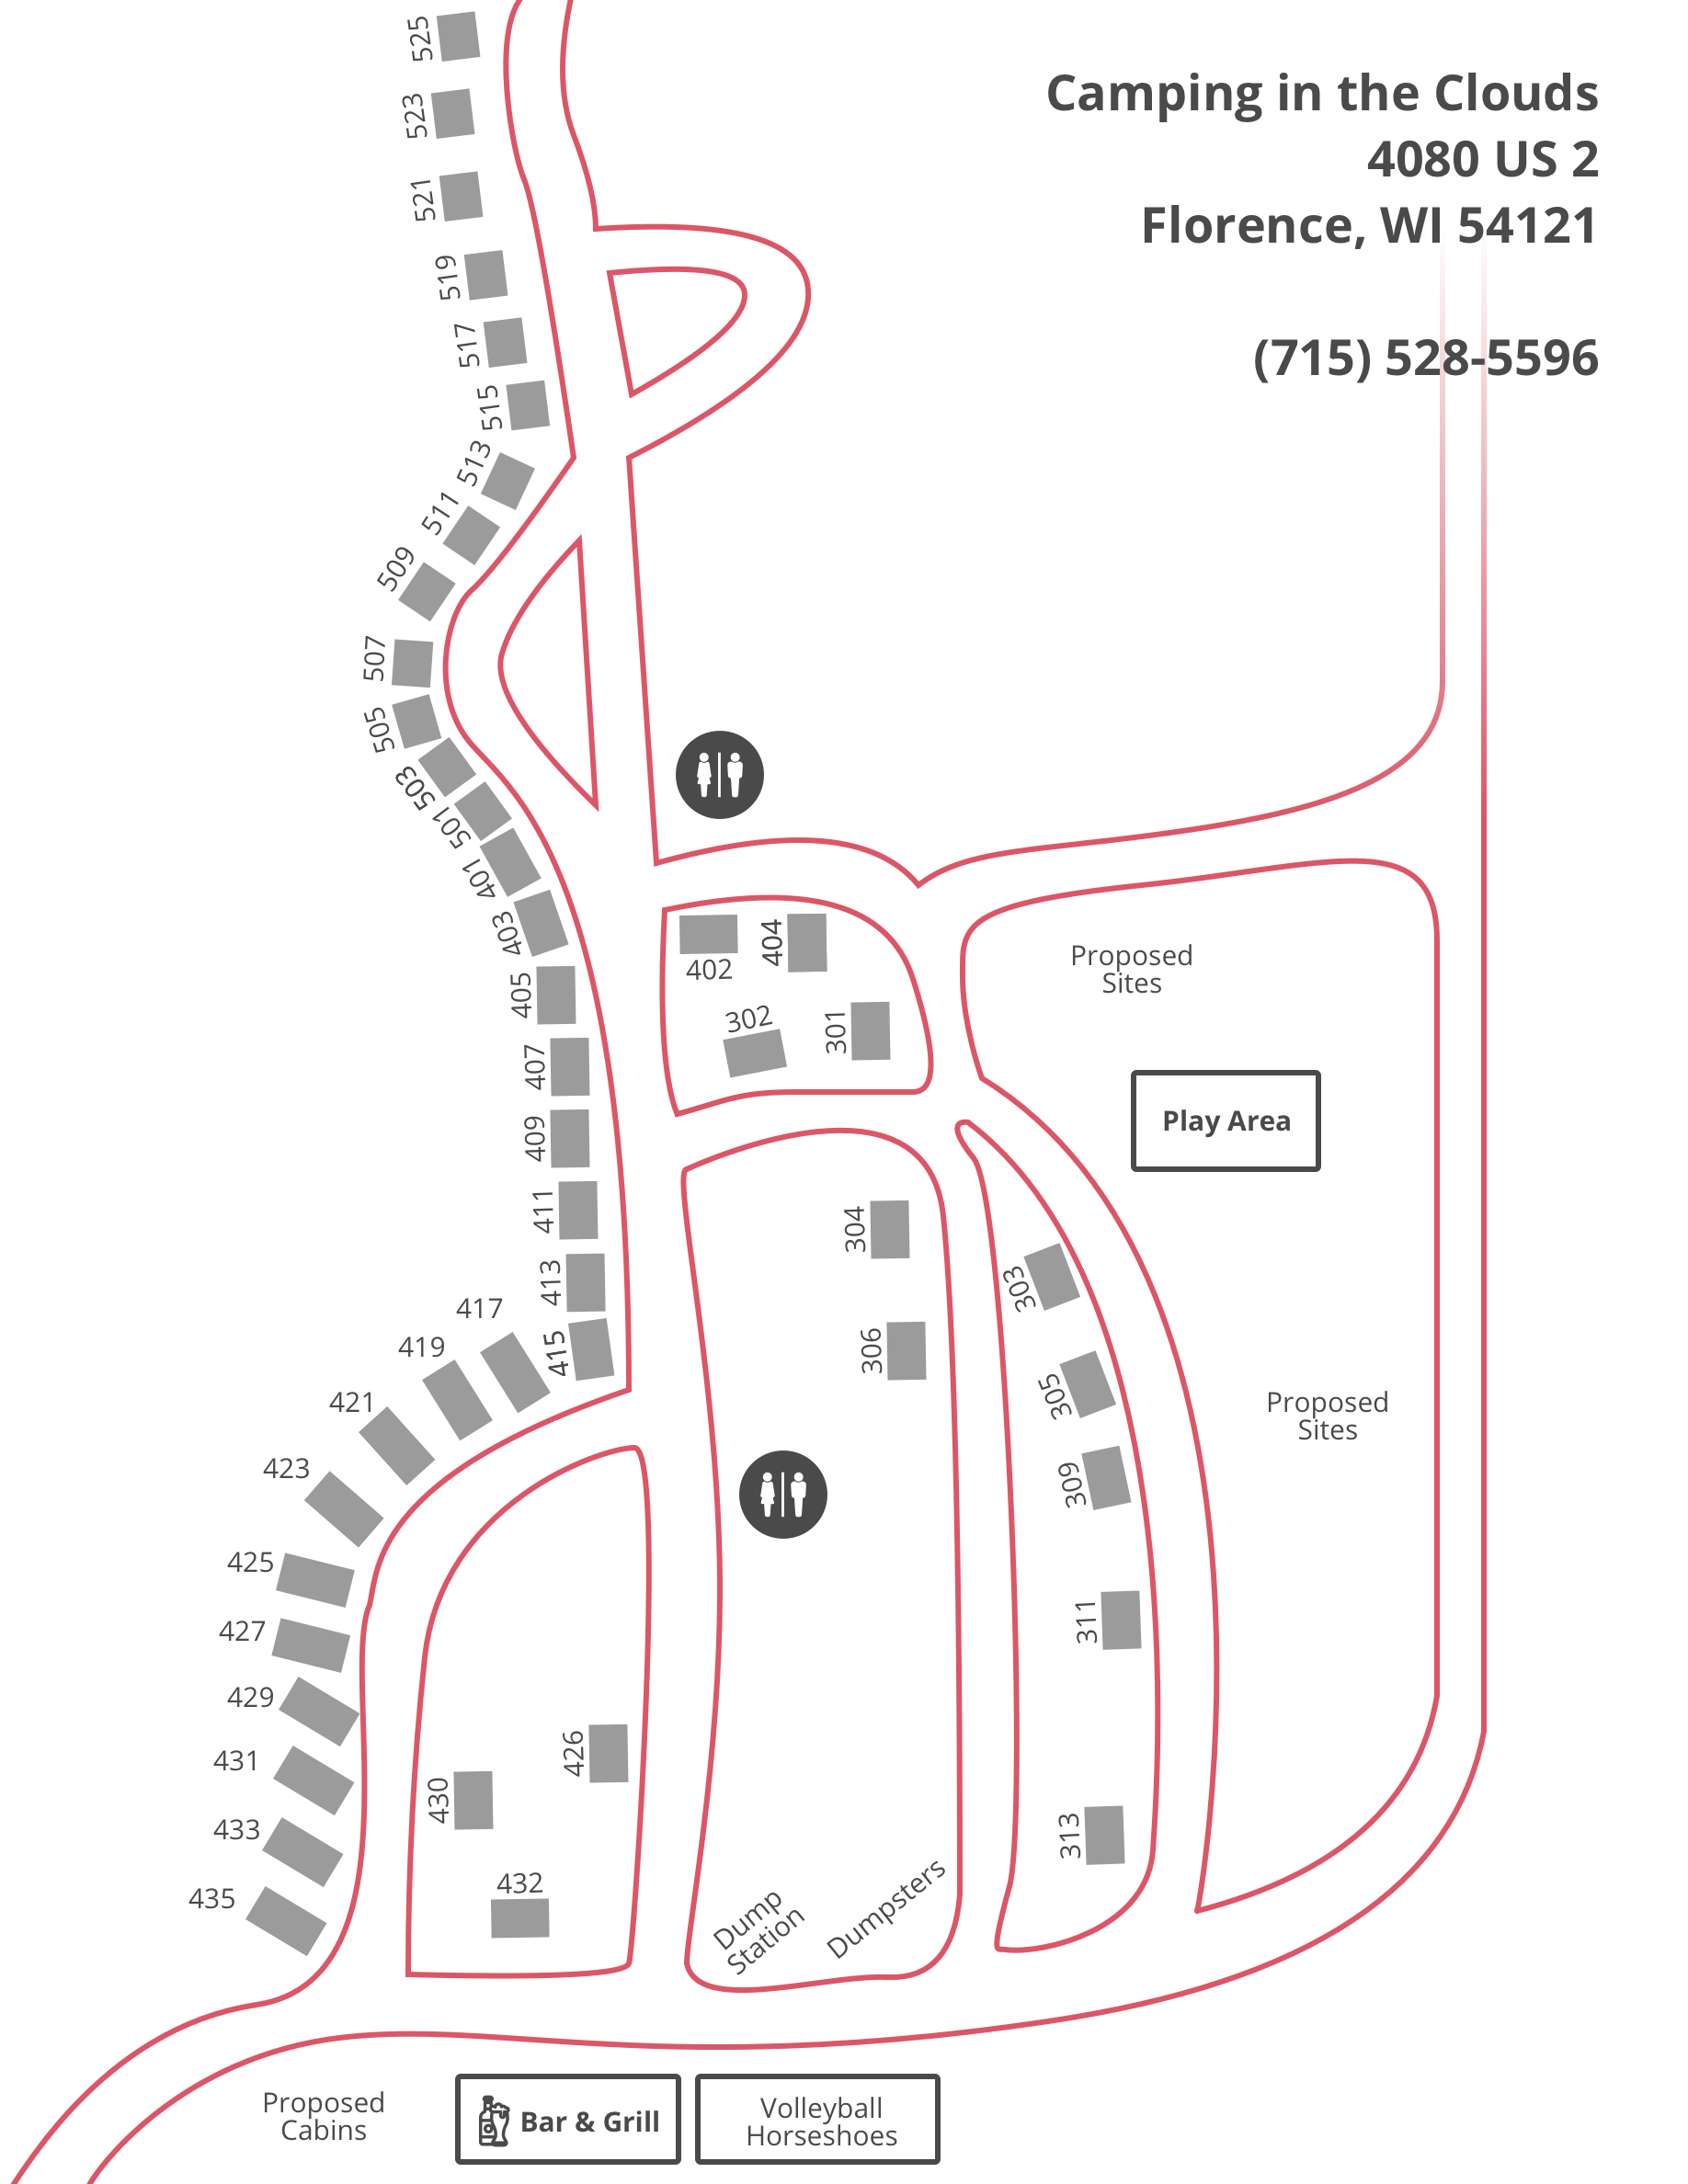 Camping in the Clouds
4080 US 2
Florence, WI 54121
(715) 528-5596
525
523
521
519
517
515
513
511
509
507
505
503
501
401
403
405
407
409
411
413
415
417
419
421
423
425
427
429
431
433
435
402
404
302
301
304
306
303
305
309
311
313
426
430
432
Proposed
Sites
Play Area
Proposed
Sites
Dump
Station
Dumpsters
Proposed
Cabins
Bar & Grill
Volleyball
Horseshoes